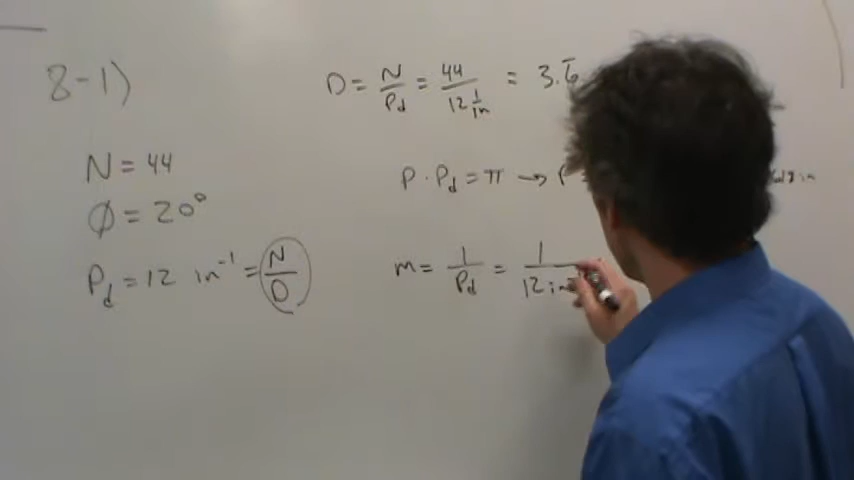 8-1)
D = N/Pd = 44/12 1/in = 3.6̅
N = 44
P · Pd = π → P
∅ = 20°
Pd = 12 in⁻¹ = N/D
m = 1/Pd = 1/12 in